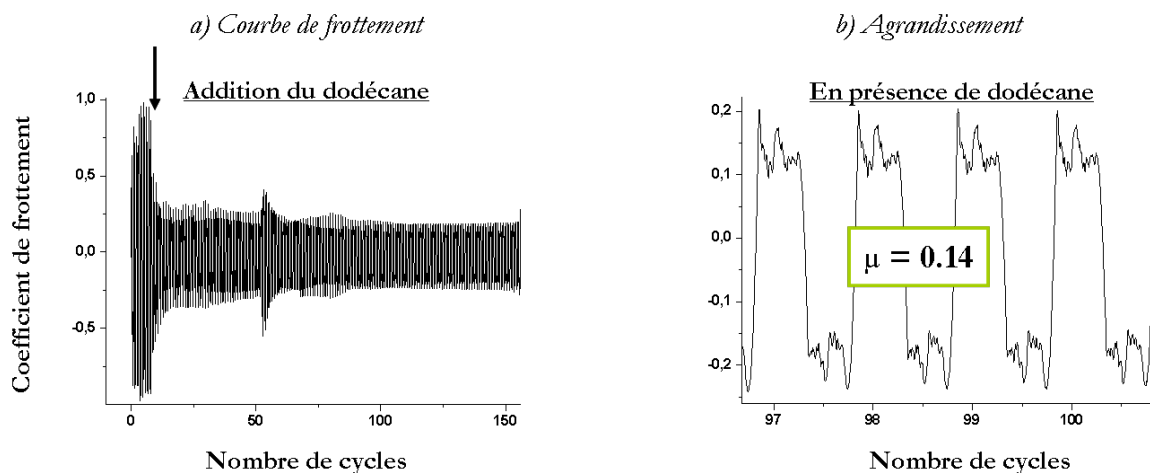 a) Courbe de frottement
Addition du dodécane
1,0
0,5
0,0
-0,5
Coefficient de frottement
0
50
100
150
Nombre de cycles
b) Agrandissement
En présence de dodécane
0,2
0,1
0,0
-0,1
-0,2
μ = 0.14
97
98
99
100
Nombre de cycles